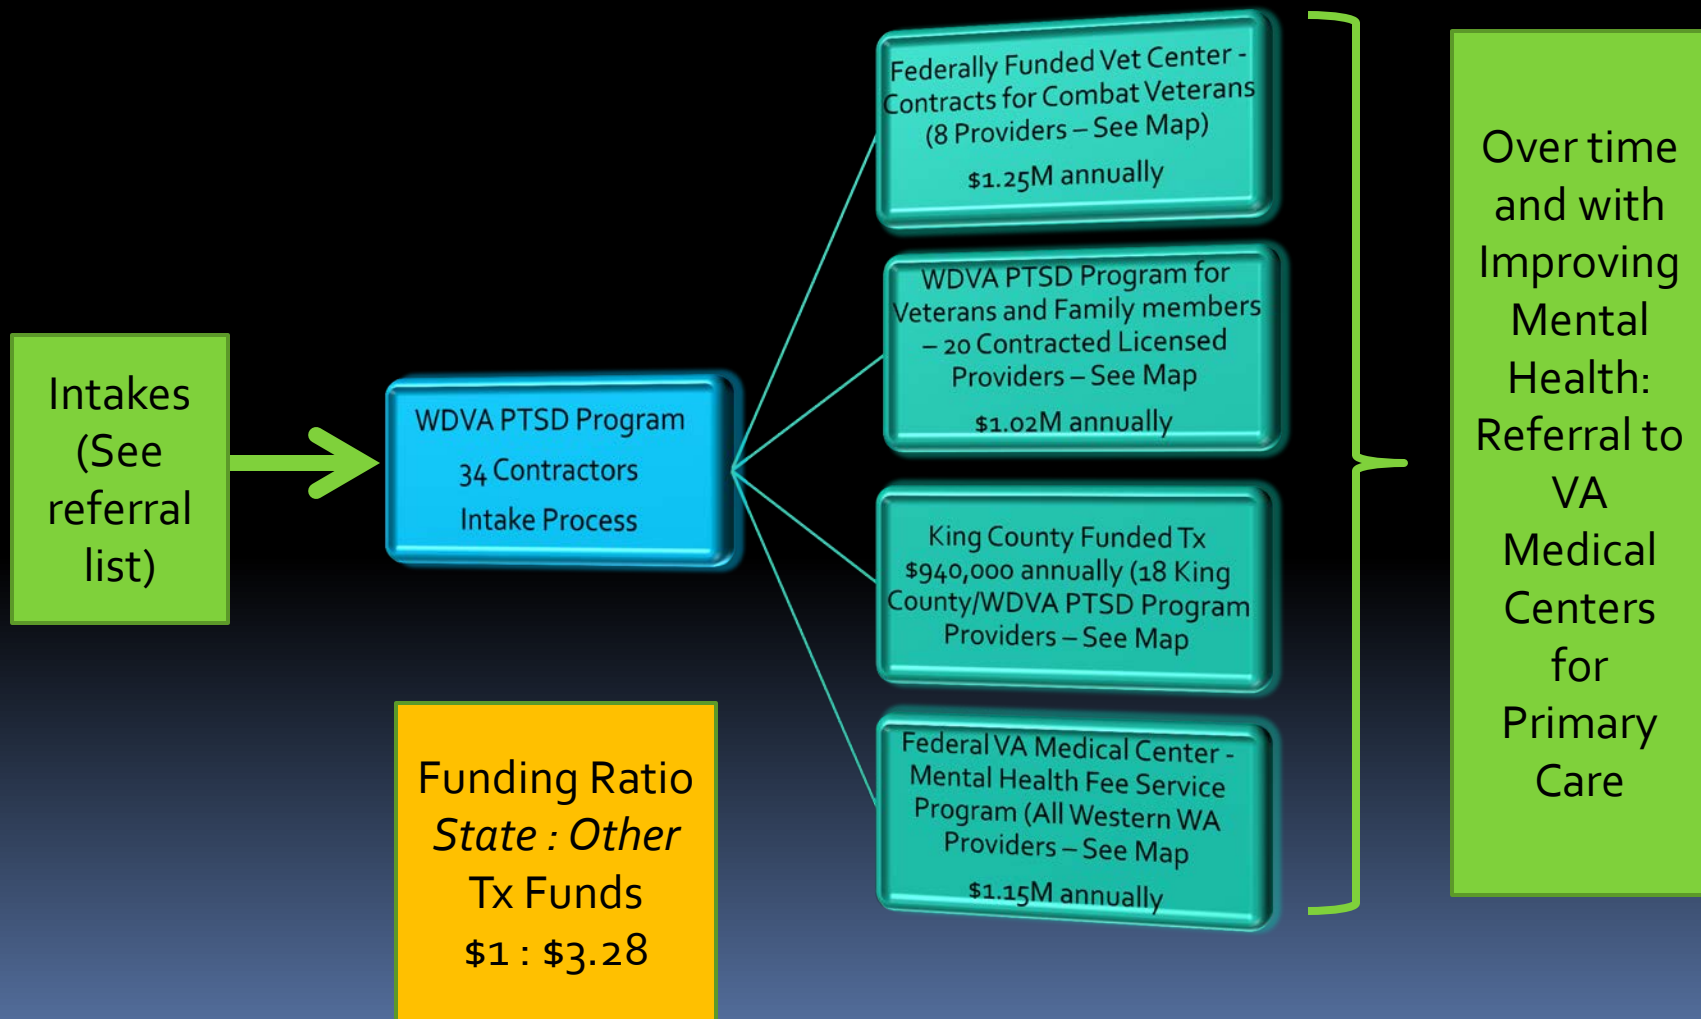 Intakes
(See
referral
list)
WDVA PTSD Program
34 Contractors
Intake Process
Federally Funded Vet Center -
Contracts for Combat Veterans
(8 Providers – See Map)
$1.25M annually
WDVA PTSD Program for
Veterans and Family members
– 20 Contracted Licensed
Providers – See Map
$1.02M annually
King County Funded Tx
$940,000 annually (18 King
County/WDVA PTSD Program
Providers – See Map
Federal VA Medical Center -
Mental Health Fee Service
Program (All Western WA
Providers – See Map
$1.15M annually
Over time
and with
Improving
Mental
Health:
Referral to
VA
Medical
Centers
for
Primary
Care
Funding Ratio
State : Other
Tx Funds
$1 : $3.28